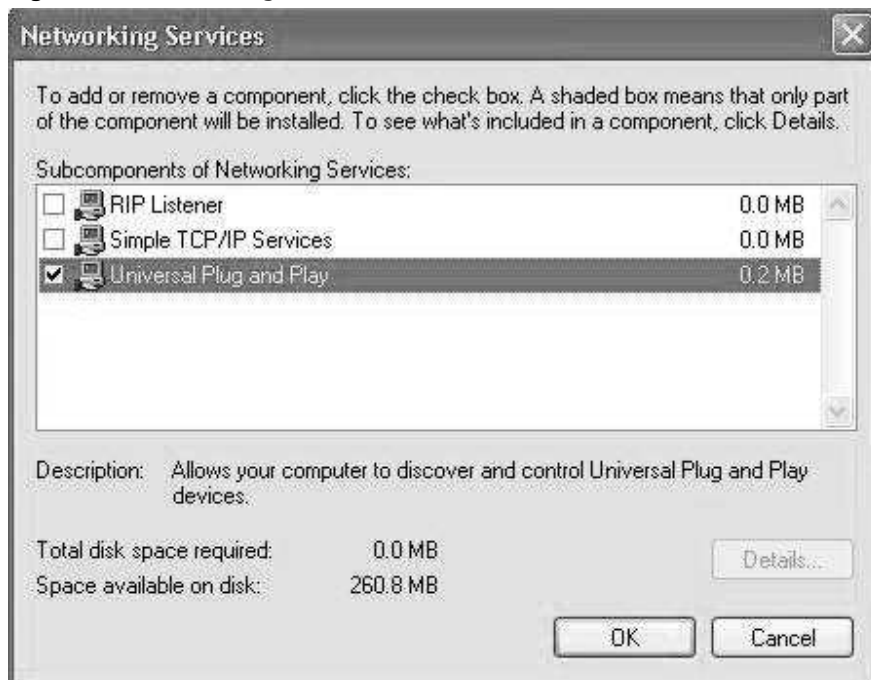 Networking Services
To add or remove a component, click the check box. A shaded box means that only part
of the component will be installed. To see what's included in a component, click Details.
Subcomponents of Networking Services:
RIP Listener 0.0 MB
Simple TCP/IP Services 0.0 MB
Universal Plug and Play 0.2 MB
Description: Allows your computer to discover and control Universal Plug and Play
devices.
Total disk space required: 0.0 MB
Details...
Space available on disk: 260.8 MB
OK Cancel